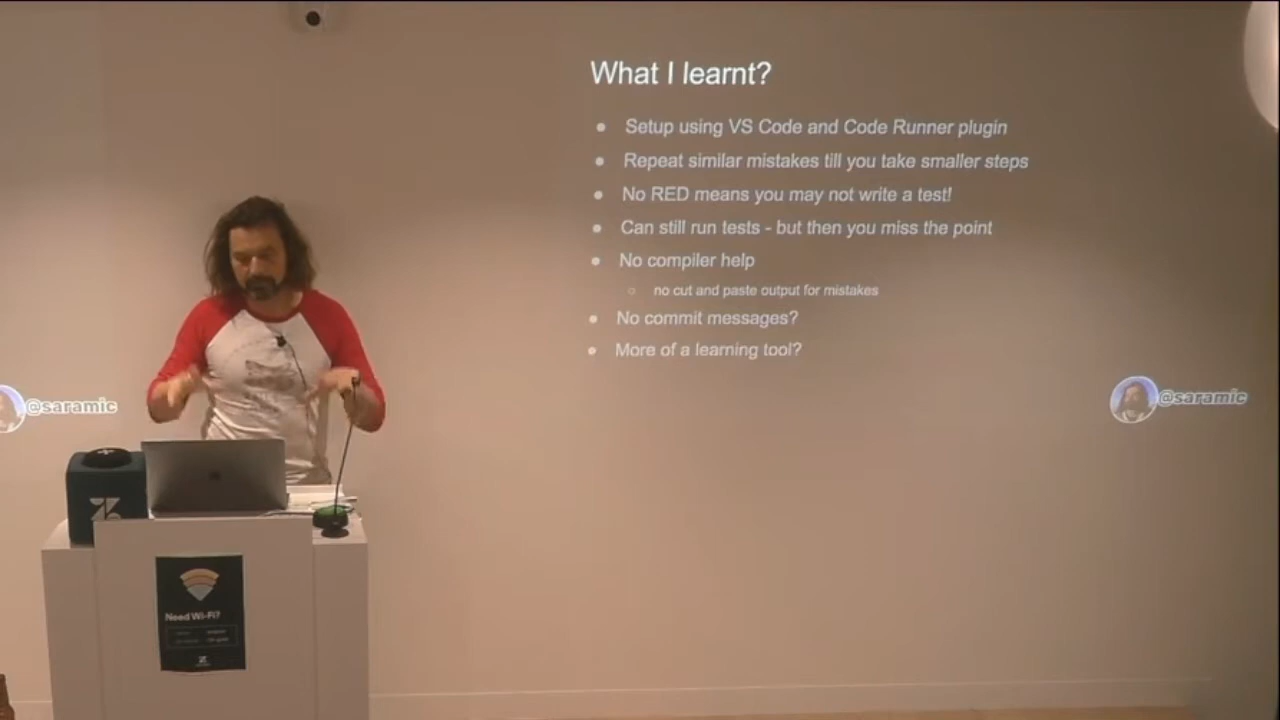 What I learnt?
Setup using VS Code and Code Runner plugin
Repeat similar mistakes till you take smaller steps
No RED means you may not write a test!
Can still run tests - but then you miss the point
No compiler help
no cut and paste output for mistakes
No commit messages?
More of a learning tool?
@saramic
@saramic
Need Wi-Fi?